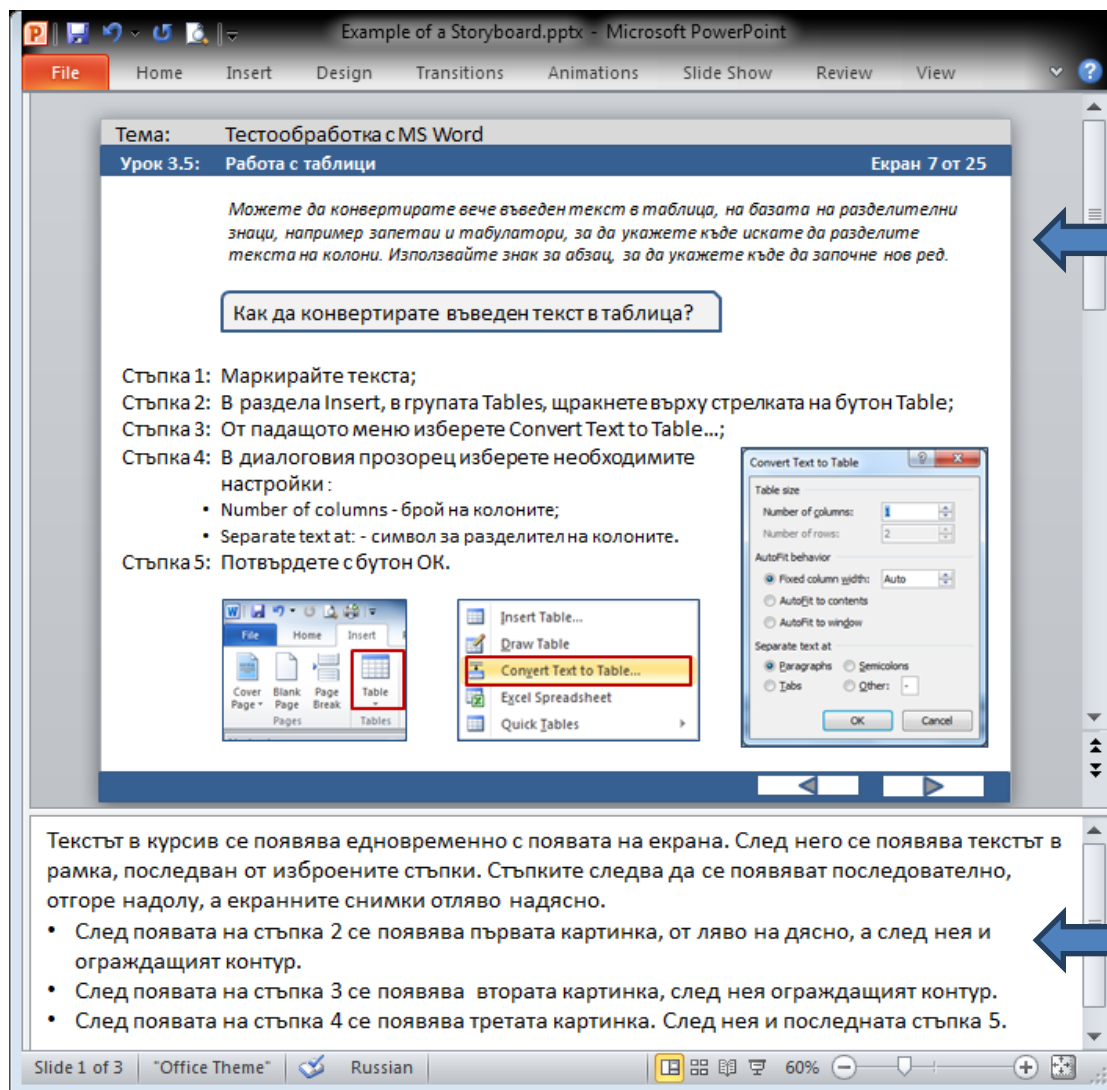 Example of a Storyboard.pptx - Microsoft PowerPoint
File Home Insert Design Transitions Animations Slide Show Review View
Тема: Тестообработка с MS Word
Урок 3.5: Работа с таблици Екран 7 от 25
Можете да конвертирате вече въведен текст в таблица, на базата на разделителни
знаци, например запетаи и табулатори, за да укажете къде искате да разделите
текста на колони. Използвайте знак за абзац, за да укажете къде да започне нов ред.
Как да конвертирате въведен текст в таблица?
Стъпка 1: Маркирайте текста;
Стъпка 2: В раздела Insert, в групата Tables, щракнете върху стрелката на бутон Table;
Стъпка 3: От падащото меню изберете Convert Text to Table...;
Стъпка 4: В диалоговия прозорец изберете необходимите
настройки :
• Number of columns - брой на колоните;
• Separate text at: - символ за разделител на колоните.
Стъпка 5: Потвърдете с бутон ОК.
File Home Insert
Cover Page Blank Page Page Break Table
Pages Tables
Insert Table...
Draw Table
Convert Text to Table...
Excel Spreadsheet
Quick Tables
Convert Text to Table
Table size
Number of columns: 1
Number of rows: 2
AutoFit behavior
Fixed column width: Auto
AutoFit to contents
AutoFit to window
Separate text at
Paragraphs Semicolons
Tabs Other: -
OK Cancel
Текстът в курсив се появява едновременно с появата на екрана. След него се появява текстът в
рамка, последван от изброените стъпки. Стъпките следва да се появяват последователно,
отгоре надолу, а екранните снимки отляво надясно.
• След появата на стъпка 2 се появява първата картинка, от ляво на дясно, а след нея и
ограждащият контур.
• След появата на стъпка 3 се появява втората картинка, след нея ограждащият контур.
• След появата на стъпка 4 се появява третата картинка. След нея и последната стъпка 5.
Slide 1 of 3 "Office Theme" Russian 60%